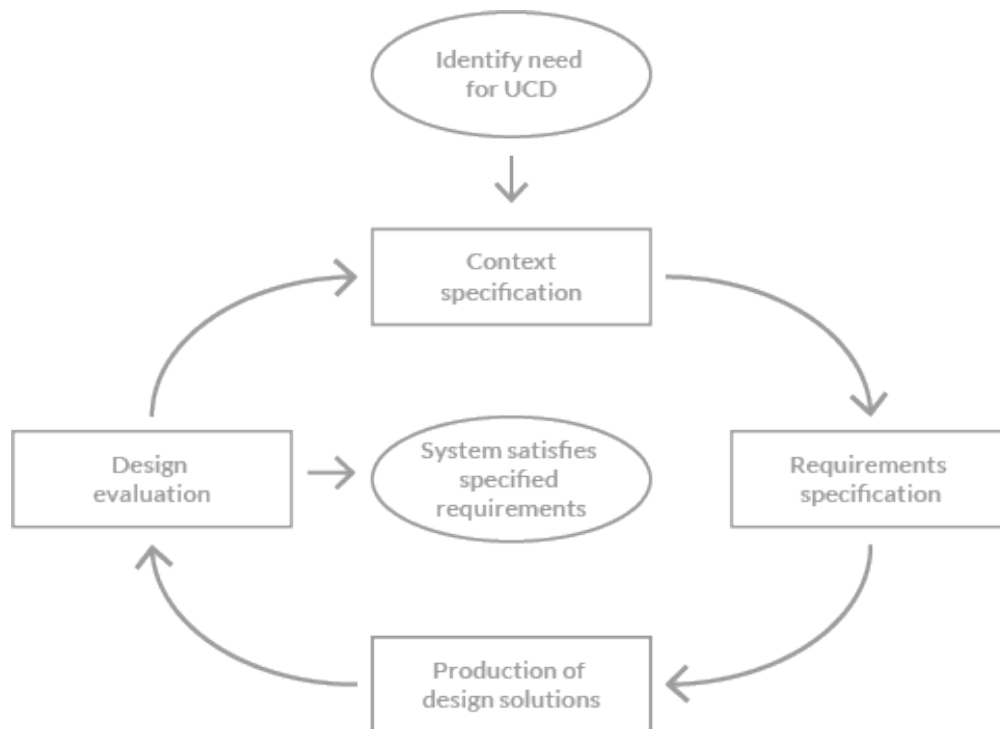 Identify need
for UCD
Context
specification
Design
evaluation
System satisfies
specified
requirements
Requirements
specification
Production of
design solutions